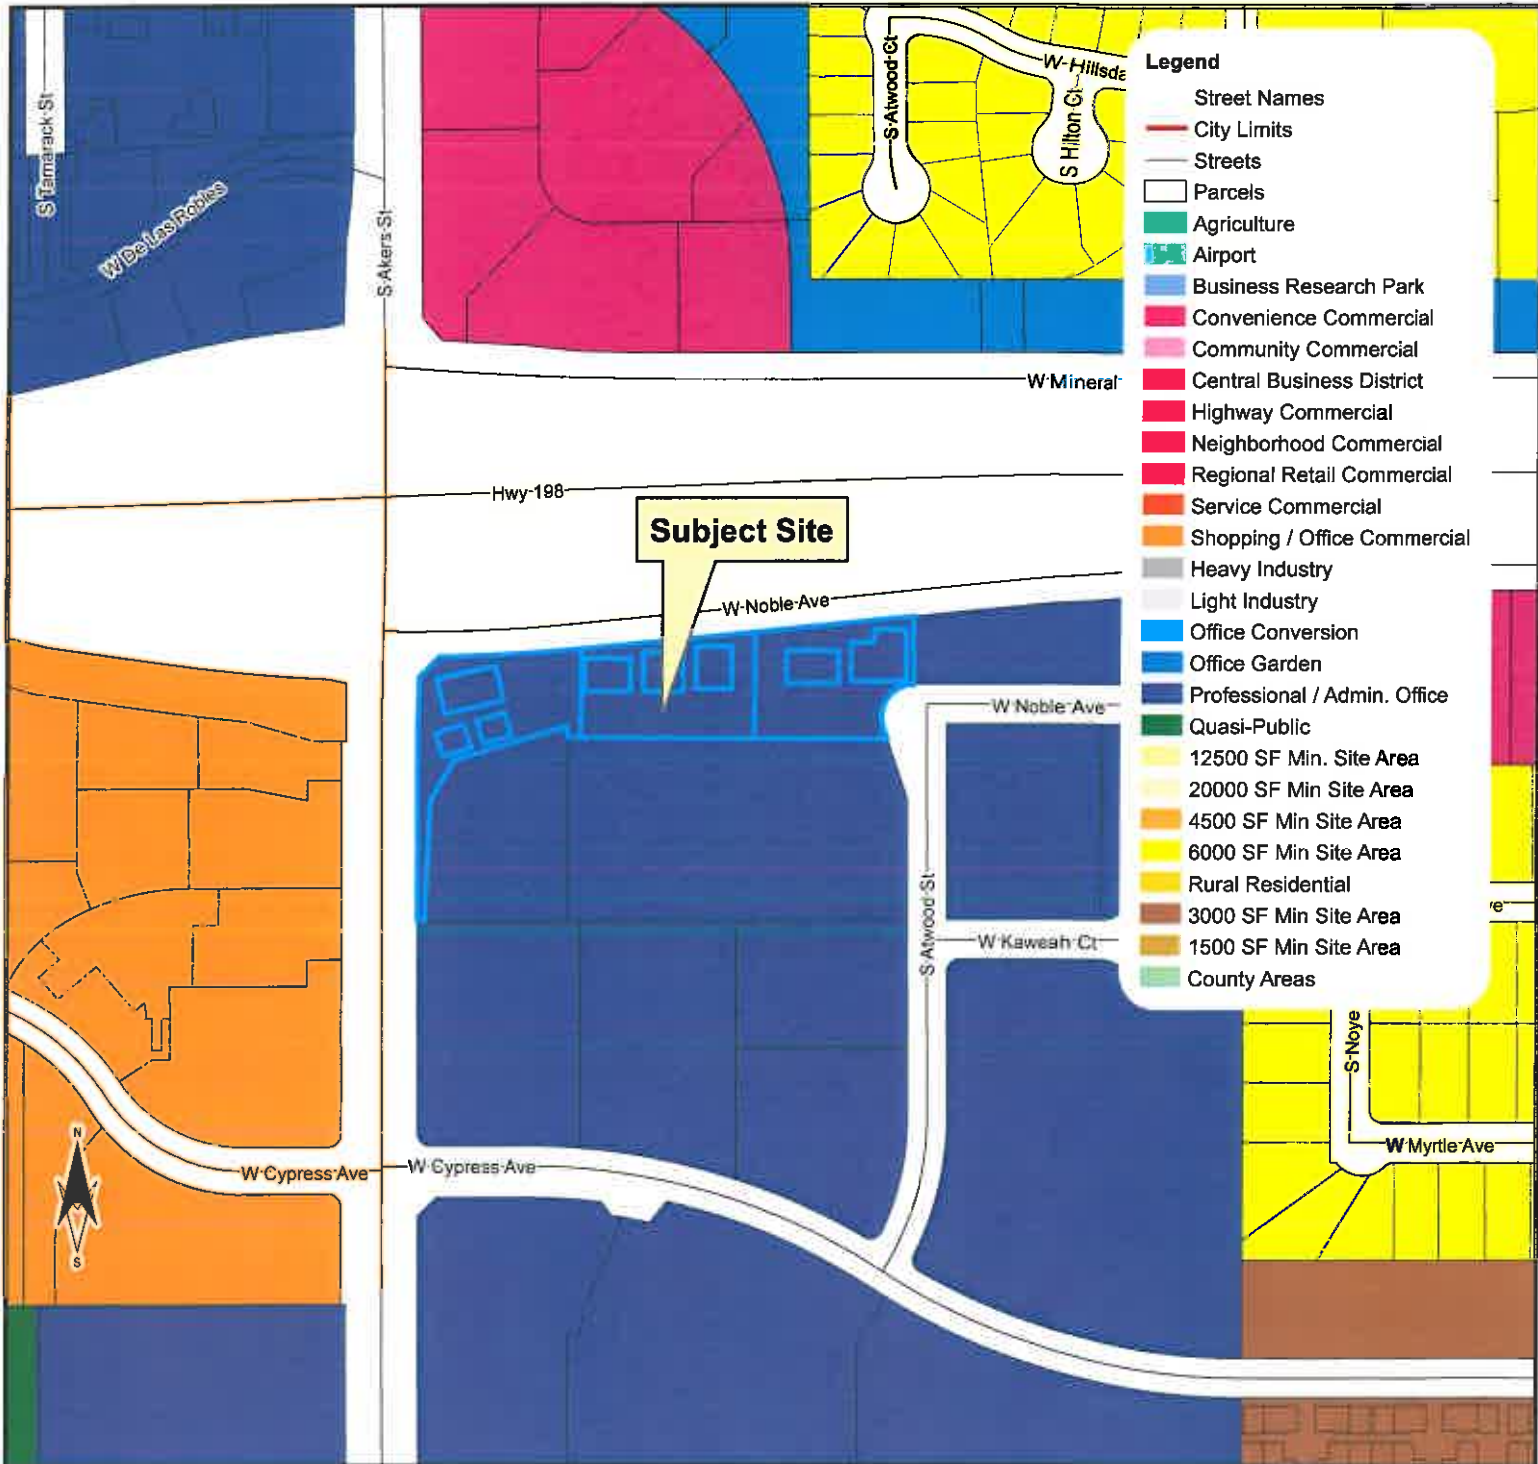 S Tamarack St
W De Las Robles
S Akers St
S Atwood Ct
W Hillsda
S Hilton Ct
W Mineral
Hwy 198
Subject Site
W Noble Ave
W Noble Ave
S Atwood St
W Kaweah Ct
ve
S Noye
W Myrtle Ave
W Cypress Ave
W Cypress Ave
N
S
Legend
Street Names
City Limits
Streets
Parcels
Agriculture
Airport
Business Research Park
Convenience Commercial
Community Commercial
Central Business District
Highway Commercial
Neighborhood Commercial
Regional Retail Commercial
Service Commercial
Shopping / Office Commercial
Heavy Industry
Light Industry
Office Conversion
Office Garden
Professional / Admin. Office
Quasi-Public
12500 SF Min. Site Area
20000 SF Min Site Area
4500 SF Min Site Area
6000 SF Min Site Area
Rural Residential
3000 SF Min Site Area
1500 SF Min Site Area
County Areas